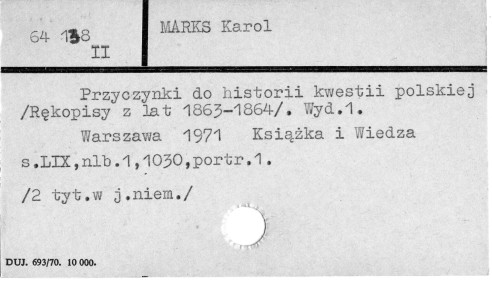 64 138
II
MARKS Karol
Przyczynki do historii kwestii polskiej
/Rękopisy z lat 1863-1864/. Wyd.1.
Warszawa 1971 Książka i Wiedza
s.LIX,nlb.1,1030,portr.1.
/2 tyt.w j.niem./
DUJ. 693/70. 10 000.